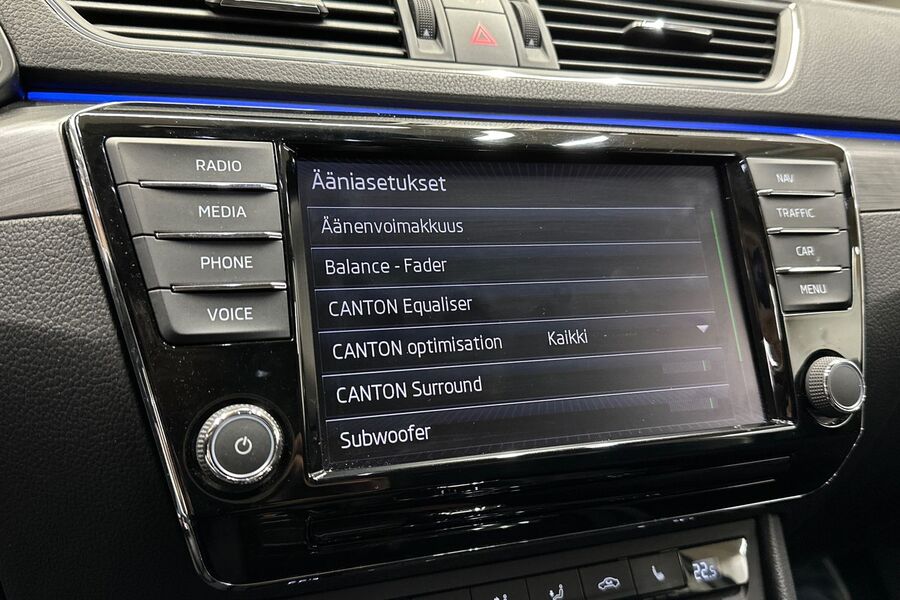 RADIO
MEDIA
PHONE
VOICE
Ääniasetukset
Äänenvoimakkuus
Balance - Fader
CANTON Equaliser
CANTON optimisation Kaikki
CANTON Surround
Subwoofer
NAV
TRAFFIC
CAR
MENU
22.5